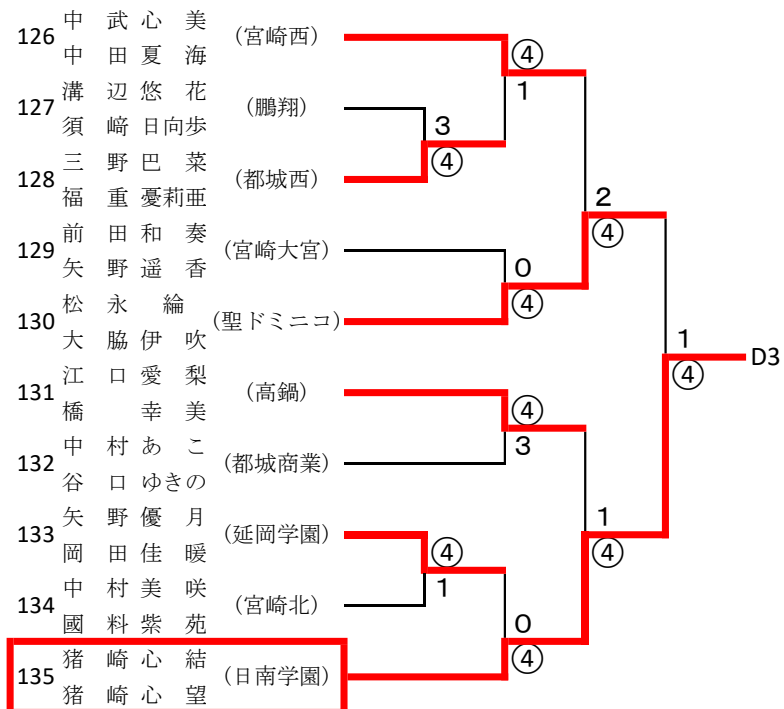 126 中武心美 (宮崎西)
中田夏海
④
1
127 溝辺悠花 (鵬翔)
須﨑日向歩
3
④
128 三野巴菜 (都城西)
福重憂莉亜
2
④
129 前田和奏 (宮崎大宮)
矢野遥香
0
④
130 松永綸 (聖ドミニコ)
大脇伊吹
1
④
D3
131 江口愛梨 (高鍋)
橋幸美
④
3
132 中村あこ (都城商業)
谷口ゆきの
1
④
133 矢野優月 (延岡学園)
岡田佳暖
④
1
134 中村美咲 (宮崎北)
國料紫苑
0
④
135 猪崎心結 (日南学園)
猪崎心望